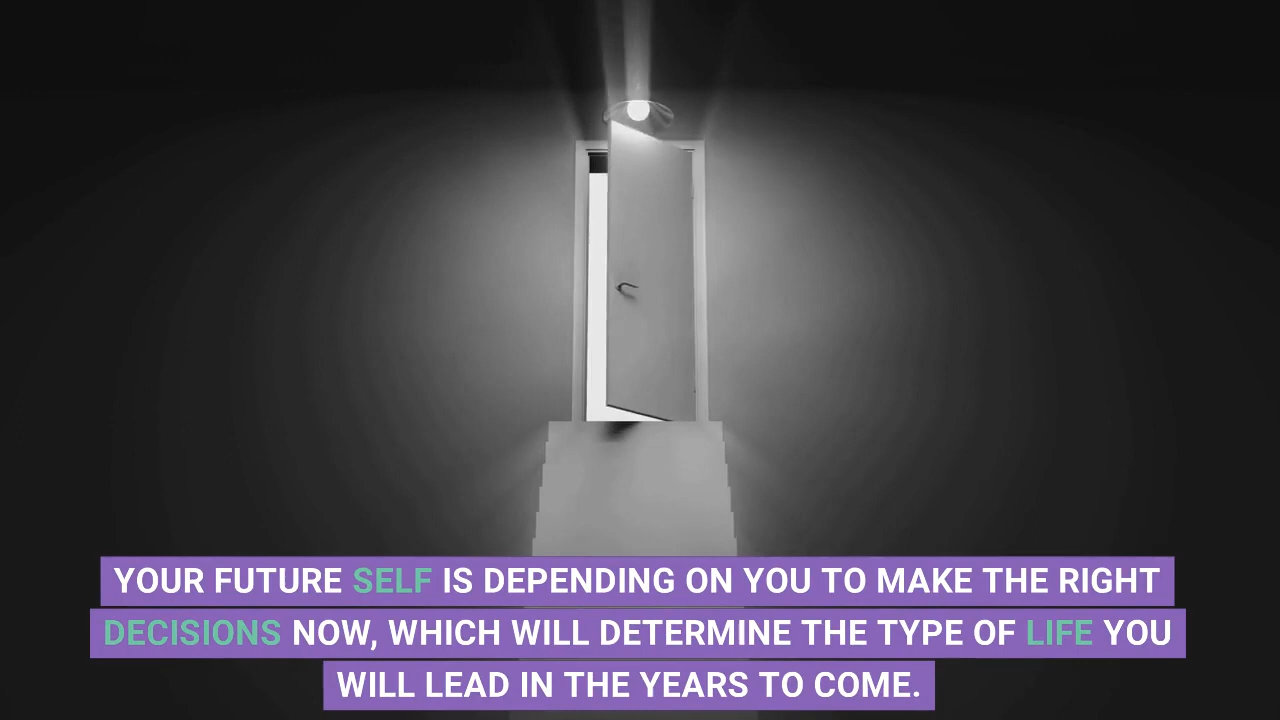 YOUR FUTURE SELF IS DEPENDING ON YOU TO MAKE THE RIGHT
DECISIONS NOW, WHICH WILL DETERMINE THE TYPE OF LIFE YOU
WILL LEAD IN THE YEARS TO COME.